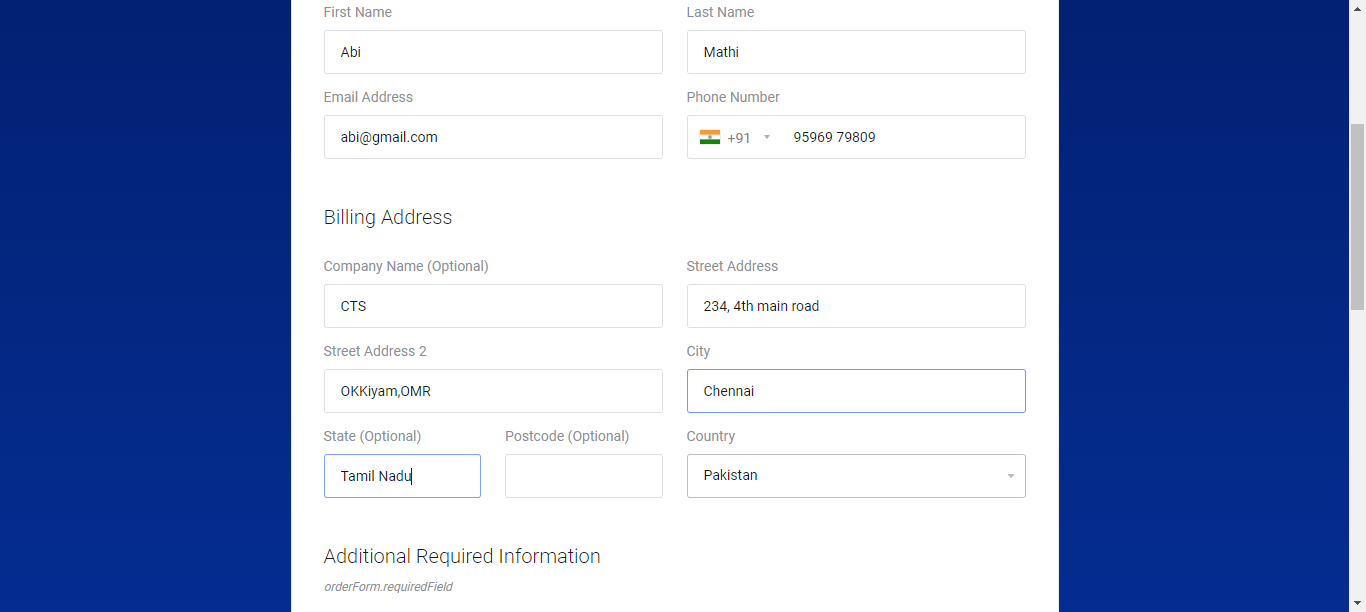 First Name Last Name
Abi Mathi
Email Address Phone Number
abi@gmail.com +91 95969 79809
Billing Address
Company Name (Optional) Street Address
CTS 234, 4th main road
Street Address 2 City
OKKiyam,OMR Chennai
State (Optional) Postcode (Optional) Country
Tamil Nadu Pakistan
Additional Required Information
orderForm.requiredField